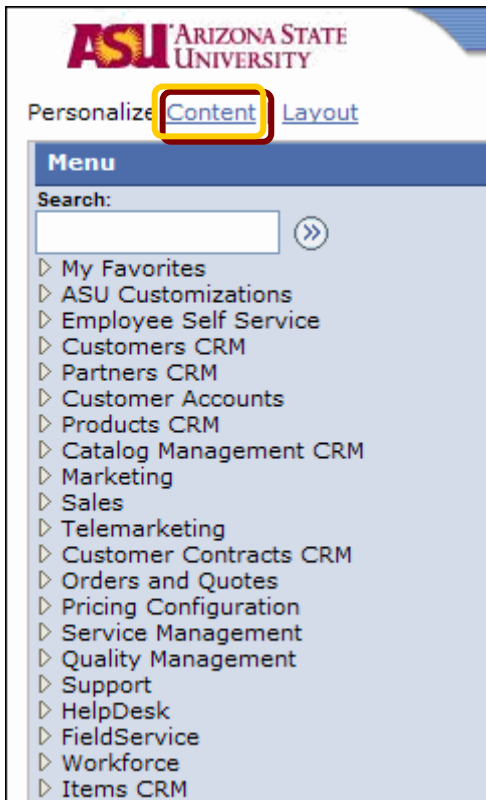 ASU ARIZONA STATE
UNIVERSITY
Personalize Content Layout
Menu
Search:
My Favorites
ASU Customizations
Employee Self Service
Customers CRM
Partners CRM
Customer Accounts
Products CRM
Catalog Management CRM
Marketing
Sales
Telemarketing
Customer Contracts CRM
Orders and Quotes
Pricing Configuration
Service Management
Quality Management
Support
HelpDesk
FieldService
Workforce
Items CRM